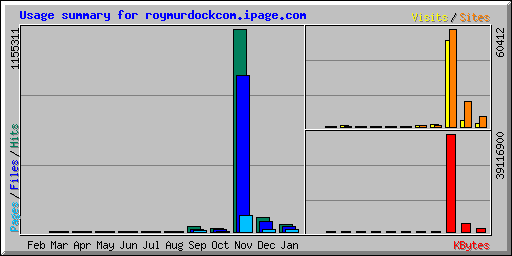 Usage summary for roymurdockcom.ipage.com
Visits/Sites
1155311
60412
39116900
Pages/Files/Hits
Feb Mar Apr May Jun Jul Aug Sep Oct Nov Dec Jan
KBytes